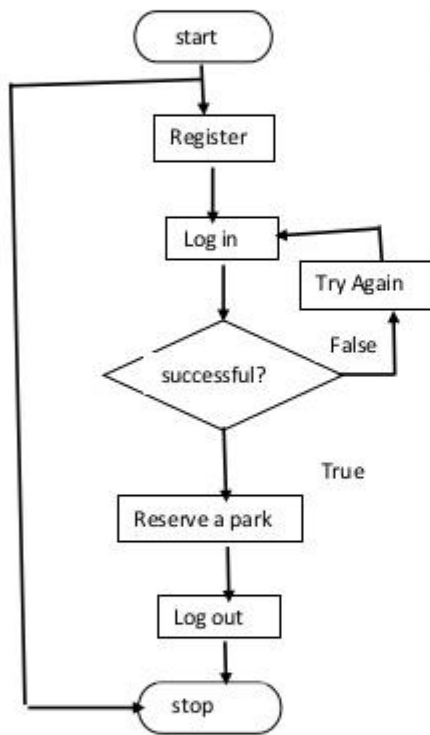 start
Register
Log in
Try Again
False
successful?
True
Reserve a park
Log out
stop